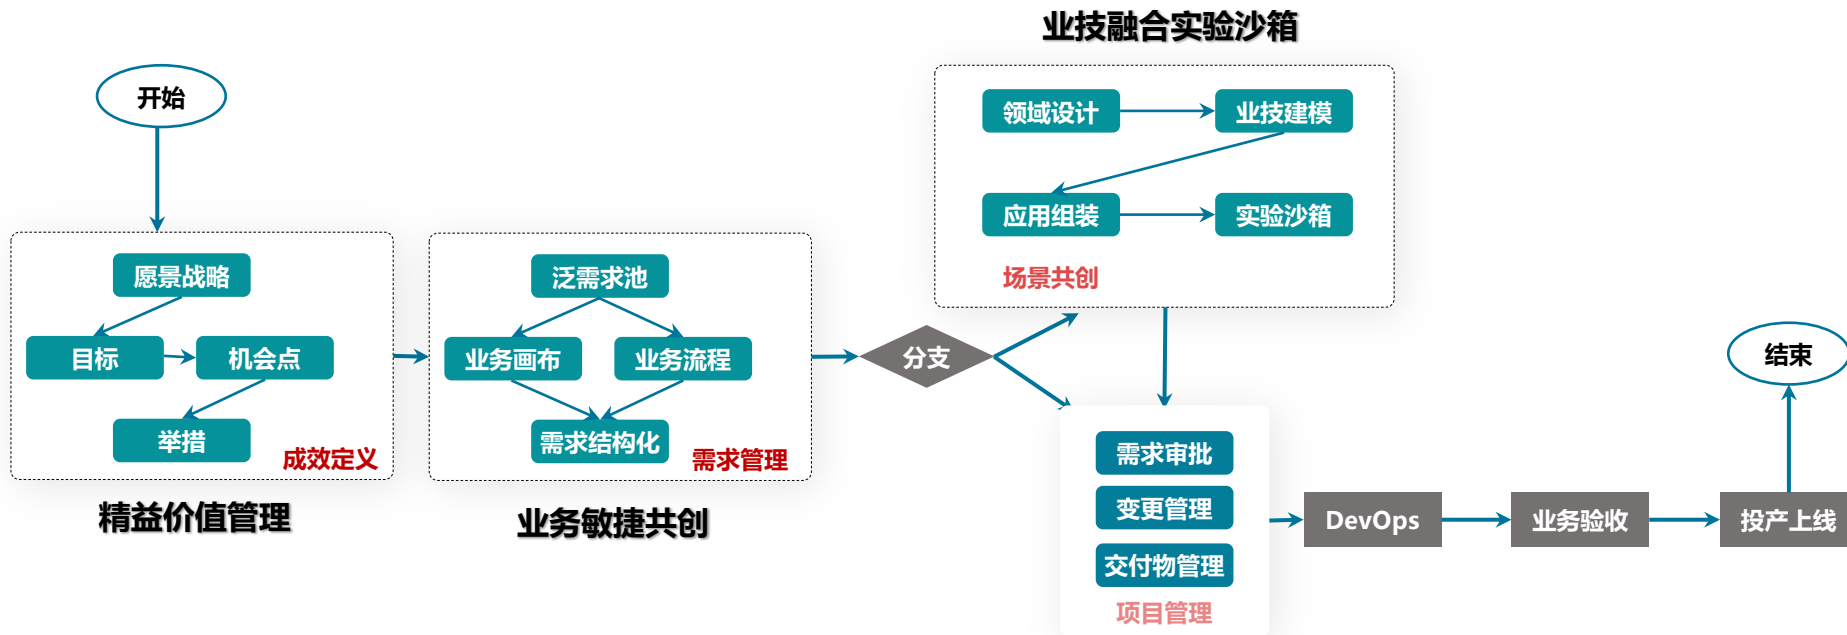 业技融合实验沙箱
开始
领域设计
业技建模
应用组装
实验沙箱
场景共创
愿景战略
目标
机会点
举措
成效定义
精益价值管理
泛需求池
业务画布
业务流程
需求结构化
需求管理
业务敏捷共创
分支
需求审批
变更管理
交付物管理
项目管理
DevOps
业务验收
投产上线
结束